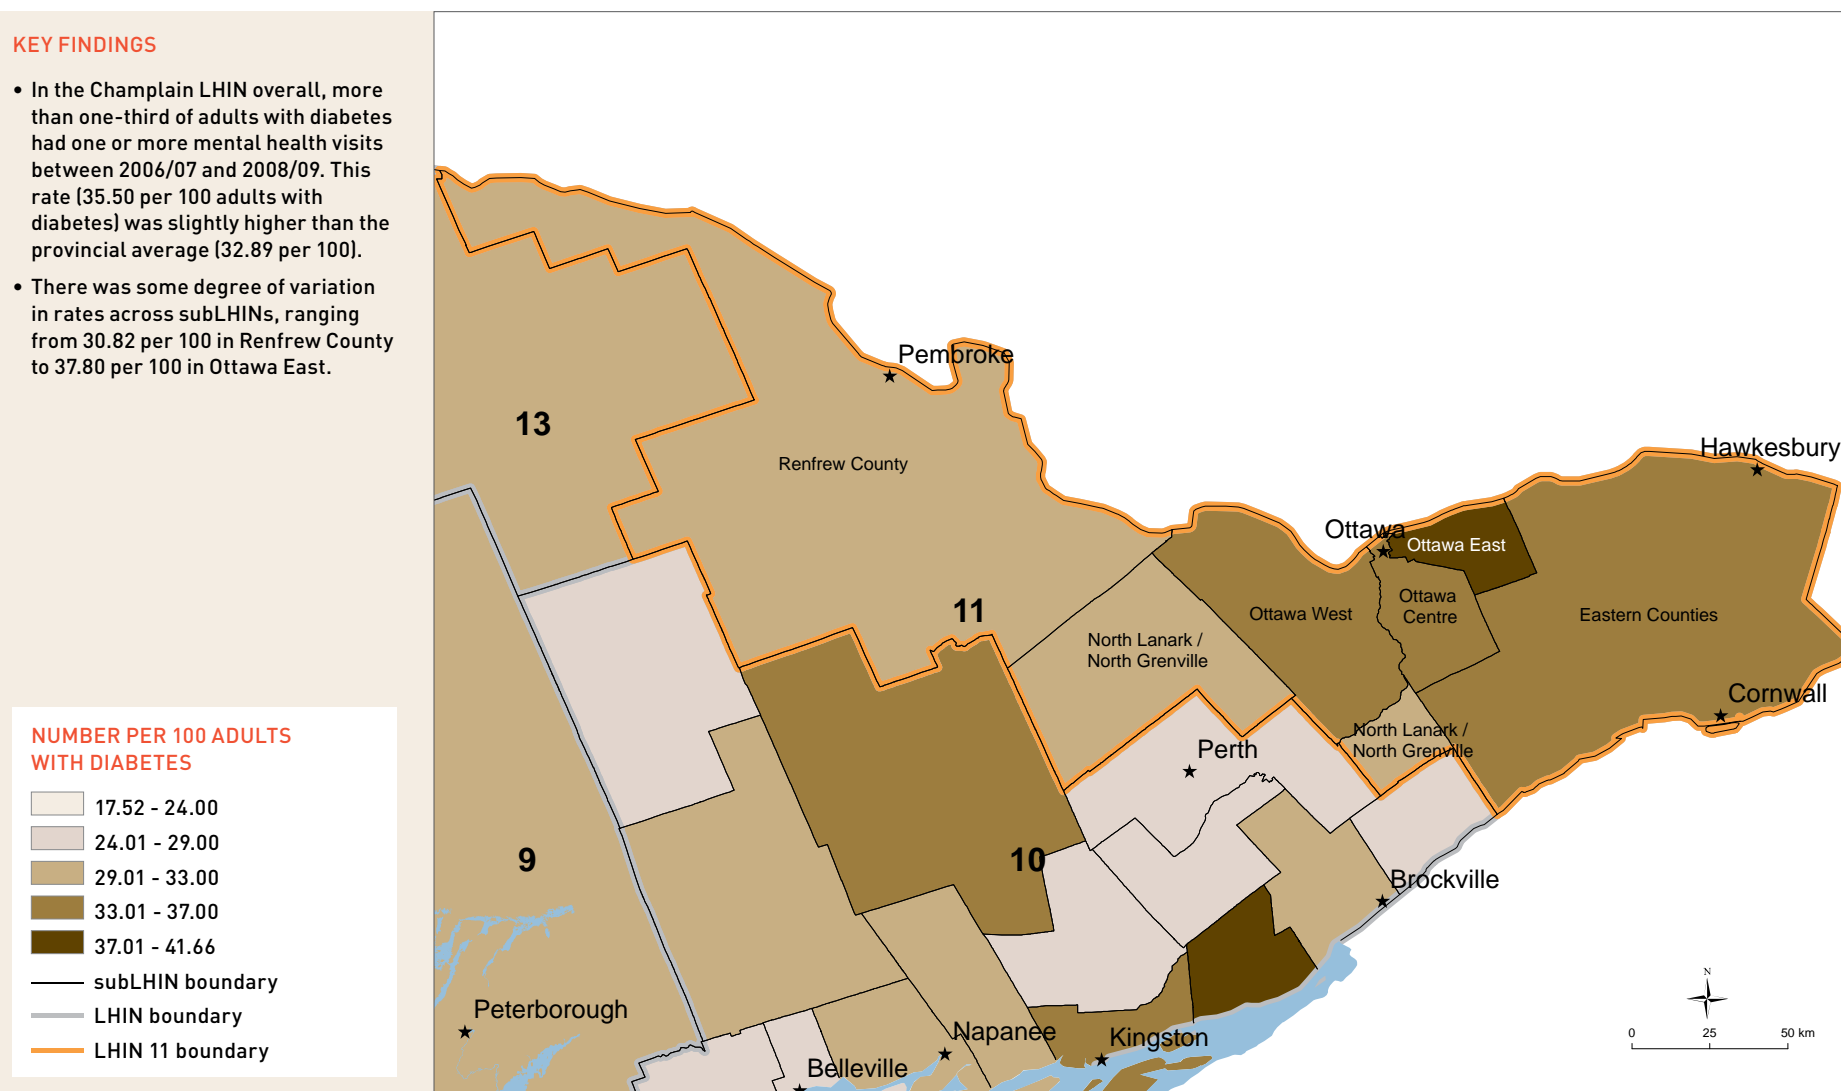 KEY FINDINGS
• In the Champlain LHIN overall, more
than one-third of adults with diabetes
had one or more mental health visits
between 2006/07 and 2008/09. This
rate (35.50 per 100 adults with
diabetes) was slightly higher than the
provincial average (32.89 per 100).
• There was some degree of variation
in rates across subLHINs, ranging
from 30.82 per 100 in Renfrew County
to 37.80 per 100 in Ottawa East.
NUMBER PER 100 ADULTS
WITH DIABETES
17.52 - 24.00
24.01 - 29.00
29.01 - 33.00
33.01 - 37.00
37.01 - 41.66
subLHIN boundary
LHIN boundary
LHIN 11 boundary
Pembroke
13
Renfrew County
Hawkesbury
Ottawa
Ottawa East
11
Ottawa West
Ottawa
Centre
Eastern Counties
North Lanark /
North Grenville
Cornwall
North Lanark /
North Grenville
Perth
9
10
Brockville
Peterborough
Napanee
Kingston
Belleville
N
0 25 50 km